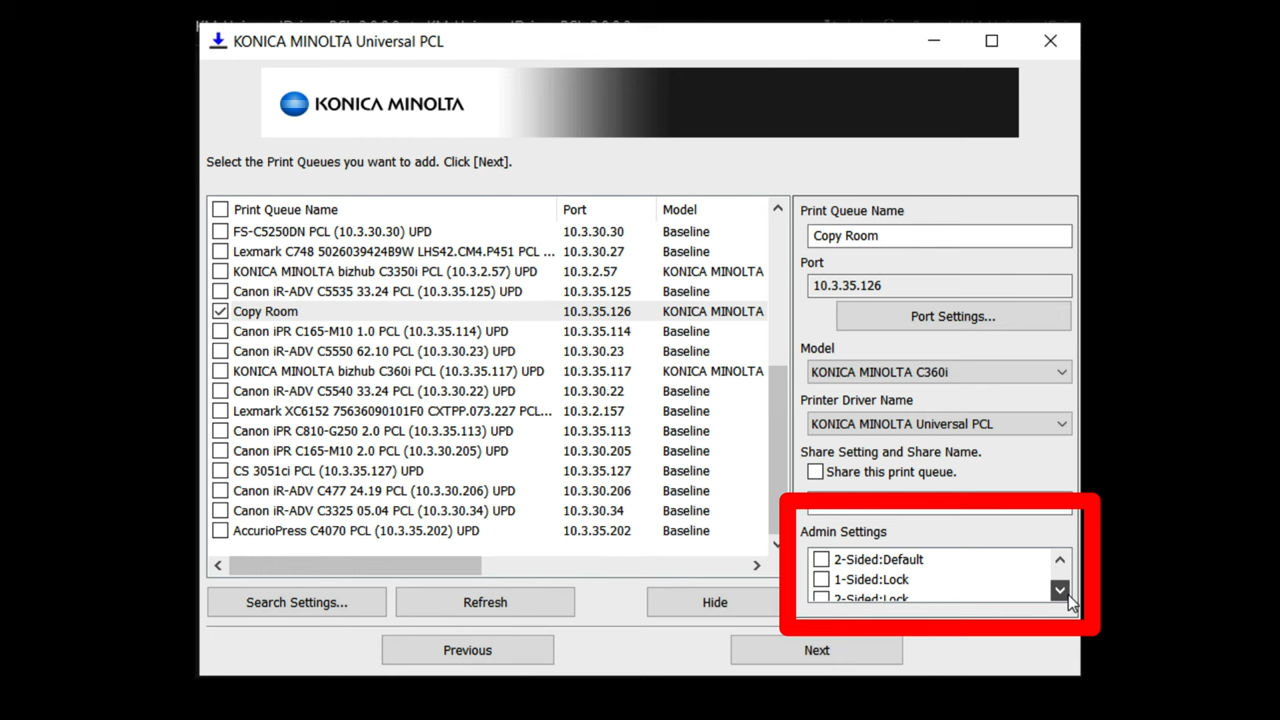 KONICA MINOLTA Universal PCL
KONICA MINOLTA
Select the Print Queues you want to add. Click [Next].
Print Queue Name Port Model
FS-C5250DN PCL (10.3.30.30) UPD 10.3.30.30 Baseline
Lexmark C748 502603942489W LHS42.CM4.P451 PCL ... 10.3.30.27 Baseline
KONICA MINOLTA bizhub C3350i PCL (10.3.2.57) UPD 10.3.2.57 KONICA MINOLTA
Canon iR-ADV C5535 33.24 PCL (10.3.35.125) UPD 10.3.35.125 Baseline
Copy Room 10.3.35.126 KONICA MINOLTA
Canon iPR C165-M10 1.0 PCL (10.3.35.114) UPD 10.3.35.114 Baseline
Canon iR-ADV C5550 62.10 PCL (10.3.30.23) UPD 10.3.30.23 Baseline
KONICA MINOLTA bizhub C360i PCL (10.3.35.117) UPD 10.3.35.117 KONICA MINOLTA
Canon iR-ADV C5540 33.24 PCL (10.3.30.22) UPD 10.3.30.22 Baseline
Lexmark XC6152 75636090101F0 CXTPP.073.227 PCL... 10.3.2.157 Baseline
Canon iPR C810-G250 2.0 PCL (10.3.35.113) UPD 10.3.35.113 Baseline
Canon iPR C165-M10 2.0 PCL (10.3.30.205) UPD 10.3.30.205 Baseline
CS 3051ci PCL (10.3.35.127) UPD 10.3.35.127 Baseline
Canon iR-ADV C477 24.19 PCL (10.3.30.206) UPD 10.3.30.206 Baseline
Canon iR-ADV C3325 05.04 PCL (10.3.30.34) UPD 10.3.30.34 Baseline
AccurioPress C4070 PCL (10.3.35.202) UPD 10.3.35.202 Baseline
Search Settings... Refresh Hide
Print Queue Name
Copy Room
Port
10.3.35.126
Port Settings...
Model
KONICA MINOLTA C360i
Printer Driver Name
KONICA MINOLTA Universal PCL
Share Setting and Share Name.
Share this print queue.
Admin Settings
2-Sided:Default
1-Sided:Lock
2-Sided:Lock
Previous Next